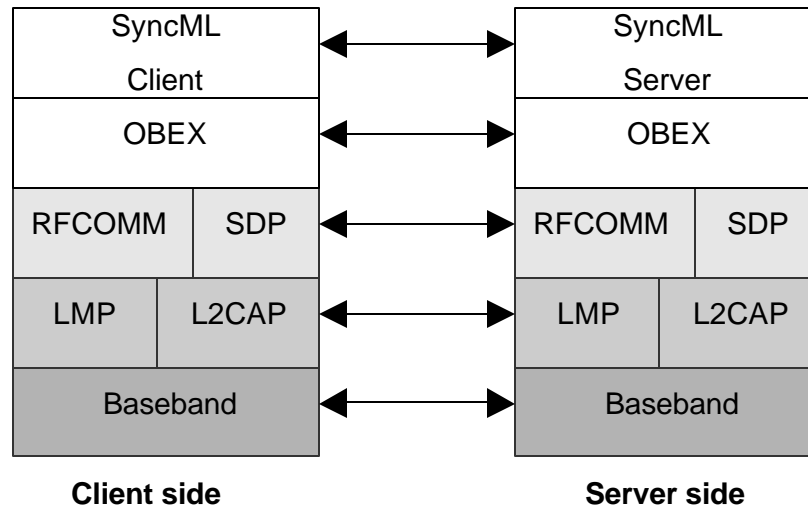 SyncML
Client
SyncML
Server
OBEX
OBEX
RFCOMM SDP
RFCOMM SDP
LMP L2CAP
LMP L2CAP
Baseband
Baseband
Client side
Server side